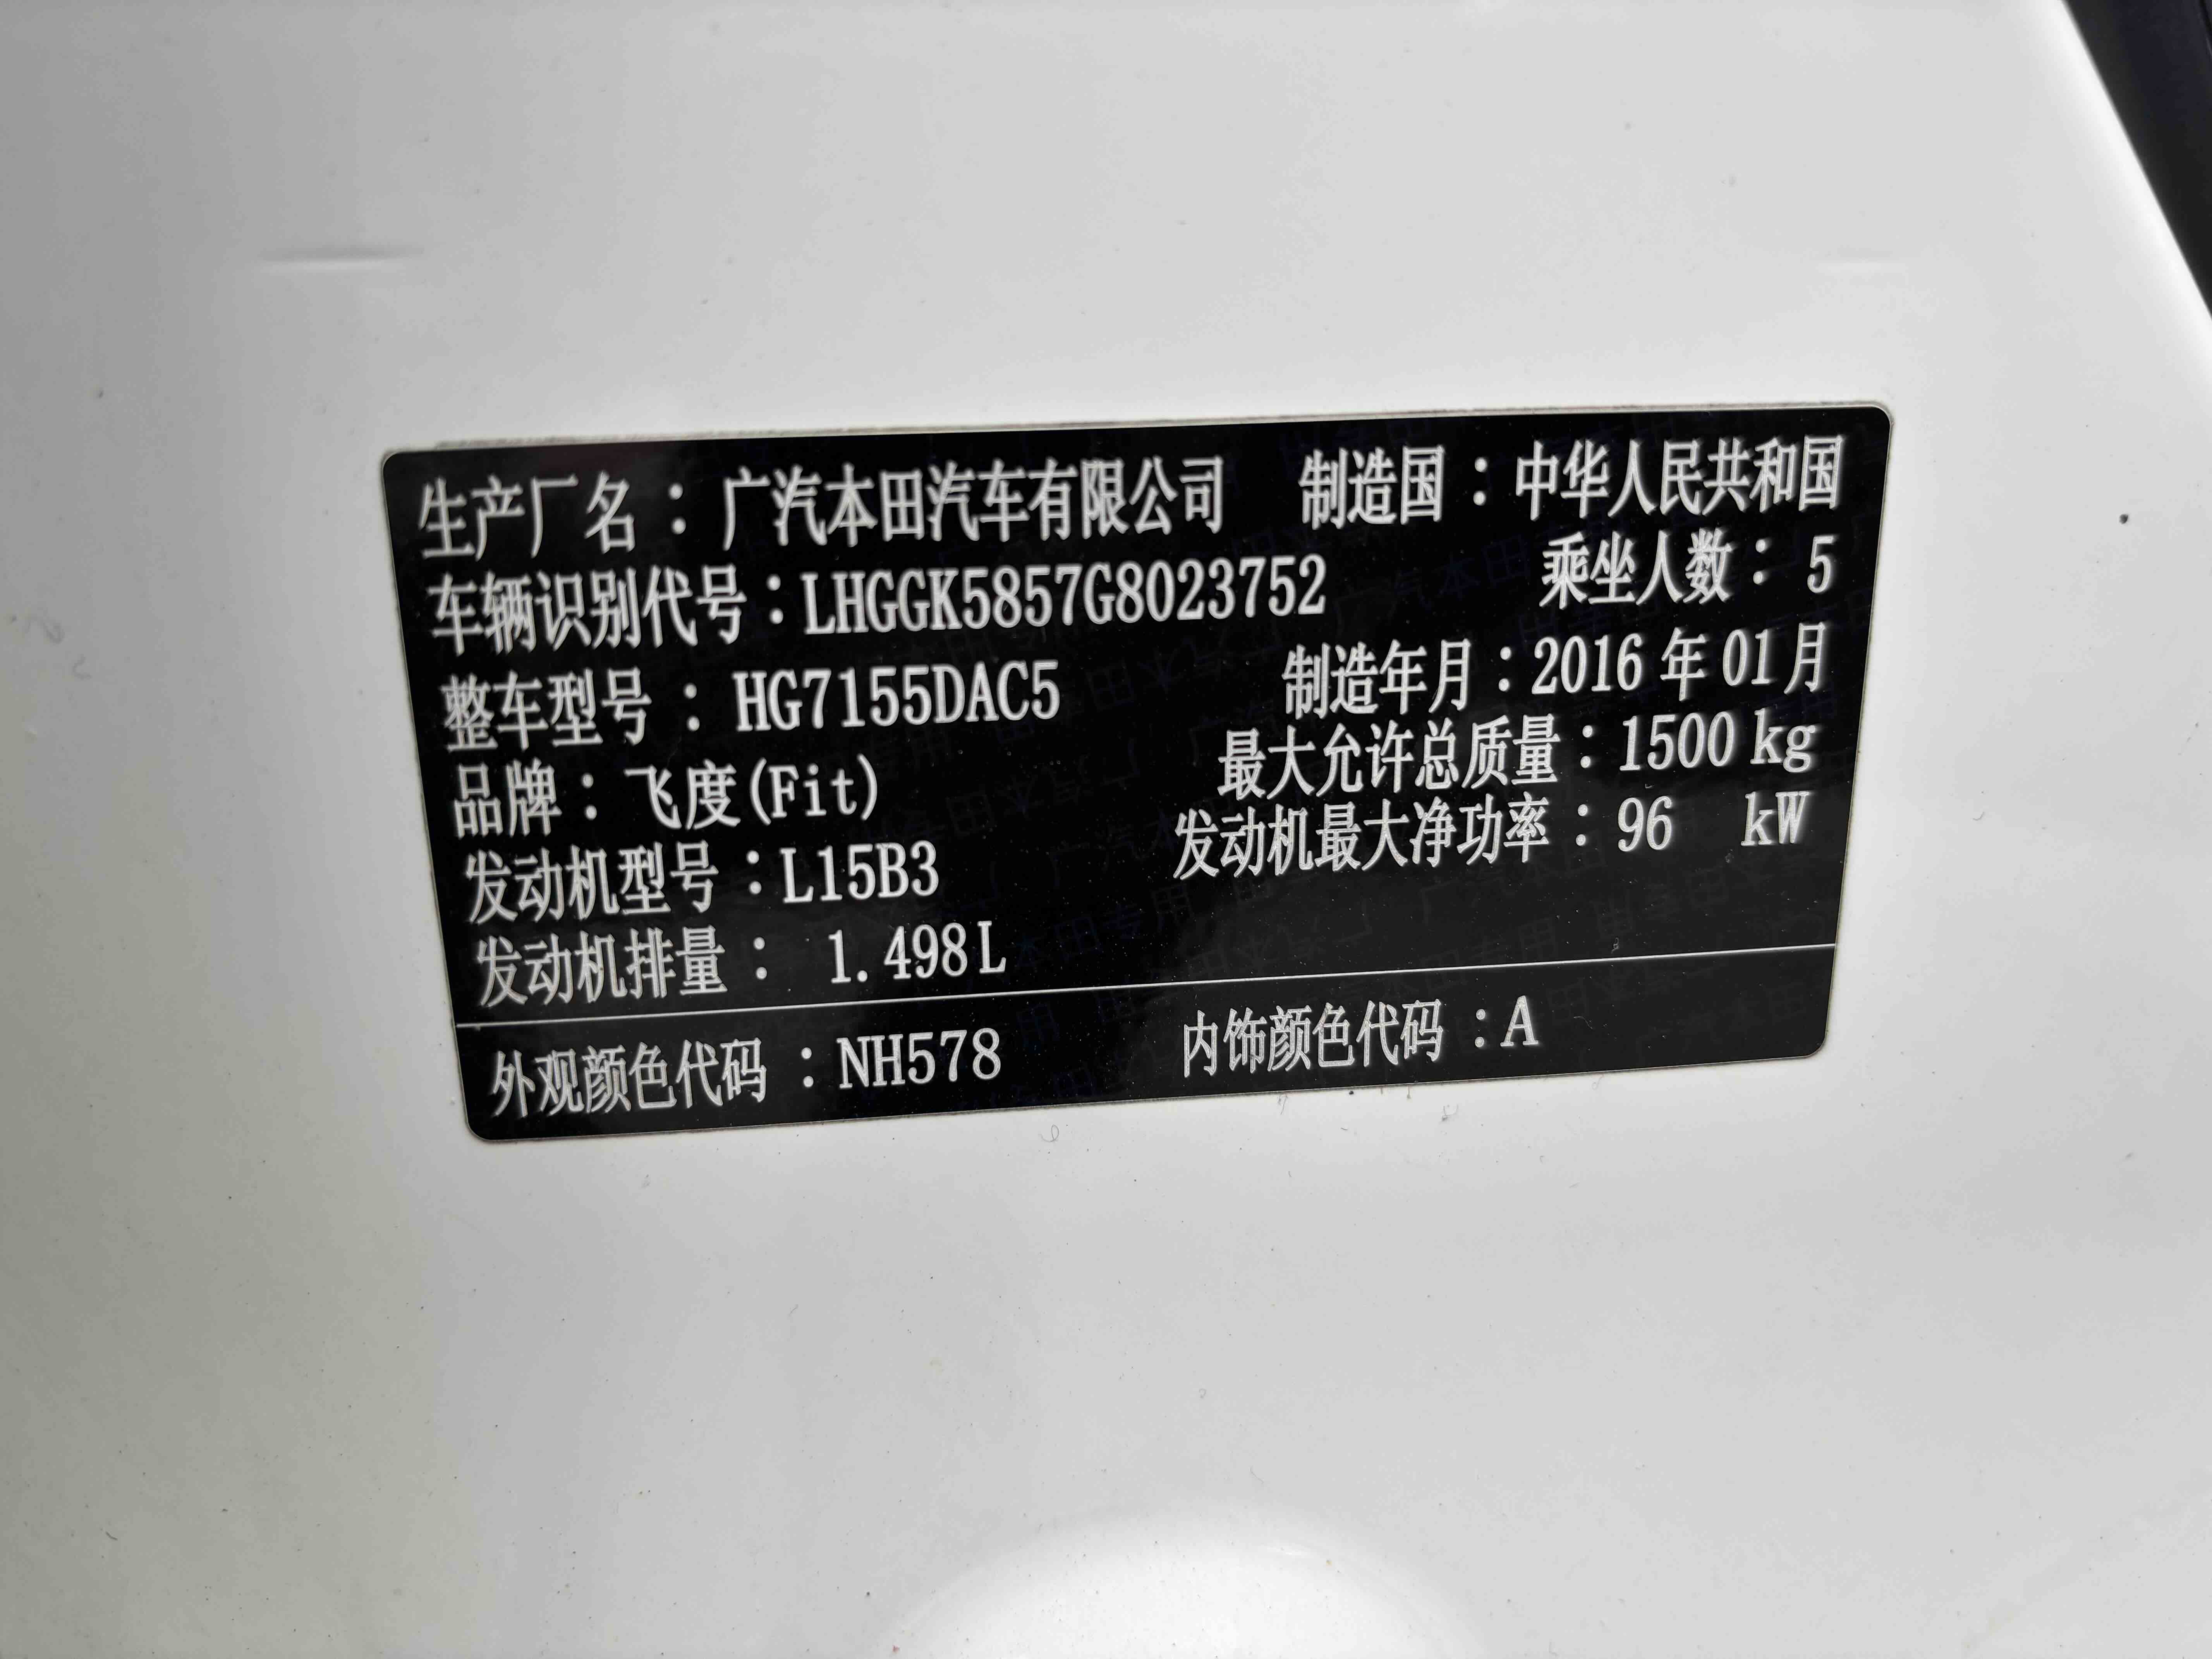 生产厂名：广汽本田汽车有限公司 制造国：中华人民共和国
车辆识别代号：LHGGK5857G8023752 乘坐人数：5
整车型号：HG7155DAC5 制造年月：2016年01月
品牌：飞度(Fit) 最大允许总质量：1500 kg
发动机型号：L15B3 发动机最大净功率：96 kW
发动机排量：1.498L
外观颜色代码：NH578 内饰颜色代码：A